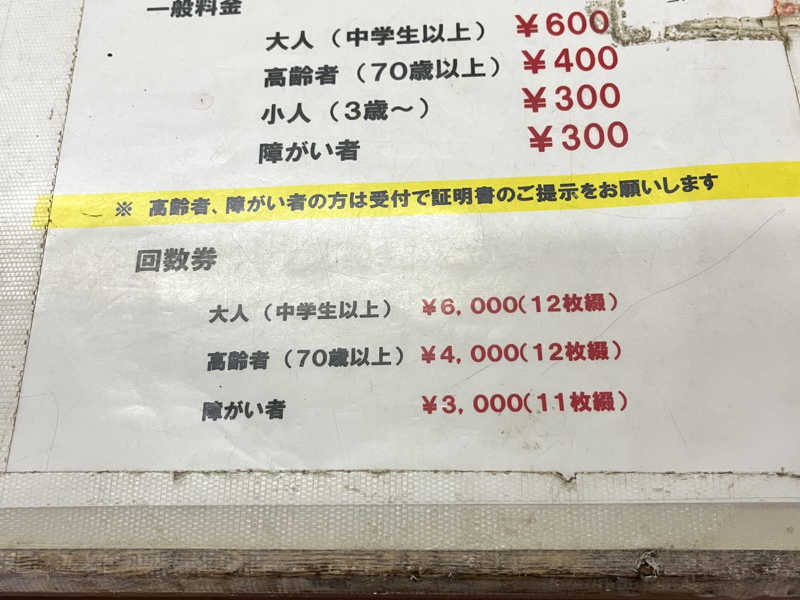 一般料金
大人（中学生以上） ￥600
高齢者（70歳以上） ￥400
小人（3歳～） ￥300
障がい者 ￥300
※ 高齢者、障がい者の方は受付で証明書のご提示をお願いします
回数券
大人（中学生以上） ￥6，000（12枚綴）
高齢者（70歳以上） ￥4，000（12枚綴）
障がい者 ￥3，000（11枚綴）